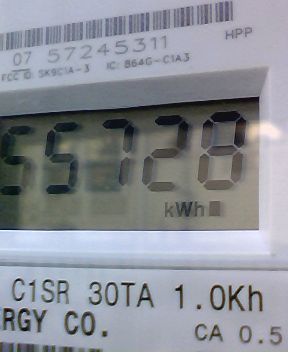 HPP
07 57245311
FCC ID: SK9C1A-3 IC: 864G-C1A3
55728
kWh
C1SR 30TA 1.0Kh
ERGY CO.
CA 0.5